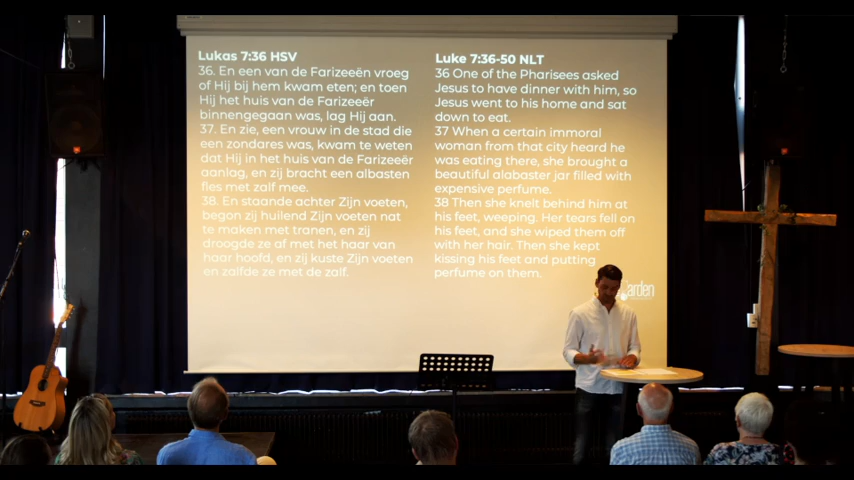 Lukas 7:36 HSV
36. En een van de Farizeeën vroeg
of Hij bij hem kwam eten; en toen
Hij het huis van de Farizeeër
binnengegaan was, lag Hij aan.
37. En zie, een vrouw in de stad die
een zondares was, kwam te weten
dat Hij in het huis van de Farizeeër
aanlag, en zij bracht een albasten
fles met zalf mee.
38. En staande achter Zijn voeten,
begon zij huilend Zijn voeten nat
te maken met tranen, en zij
droogde ze af met het haar van
haar hoofd, en zij kuste Zijn voeten
en zalfde ze met de zalf.
Luke 7:36-50 NLT
36 One of the Pharisees asked
Jesus to have dinner with him, so
Jesus went to his home and sat
down to eat.
37 When a certain immoral
woman from that city heard he
was eating there, she brought a
beautiful alabaster jar filled with
expensive perfume.
38 Then she knelt behind him at
his feet, weeping. Her tears fell on
his feet, and she wiped them off
with her hair. Then she kept
kissing his feet and putting
perfume on them.
arden